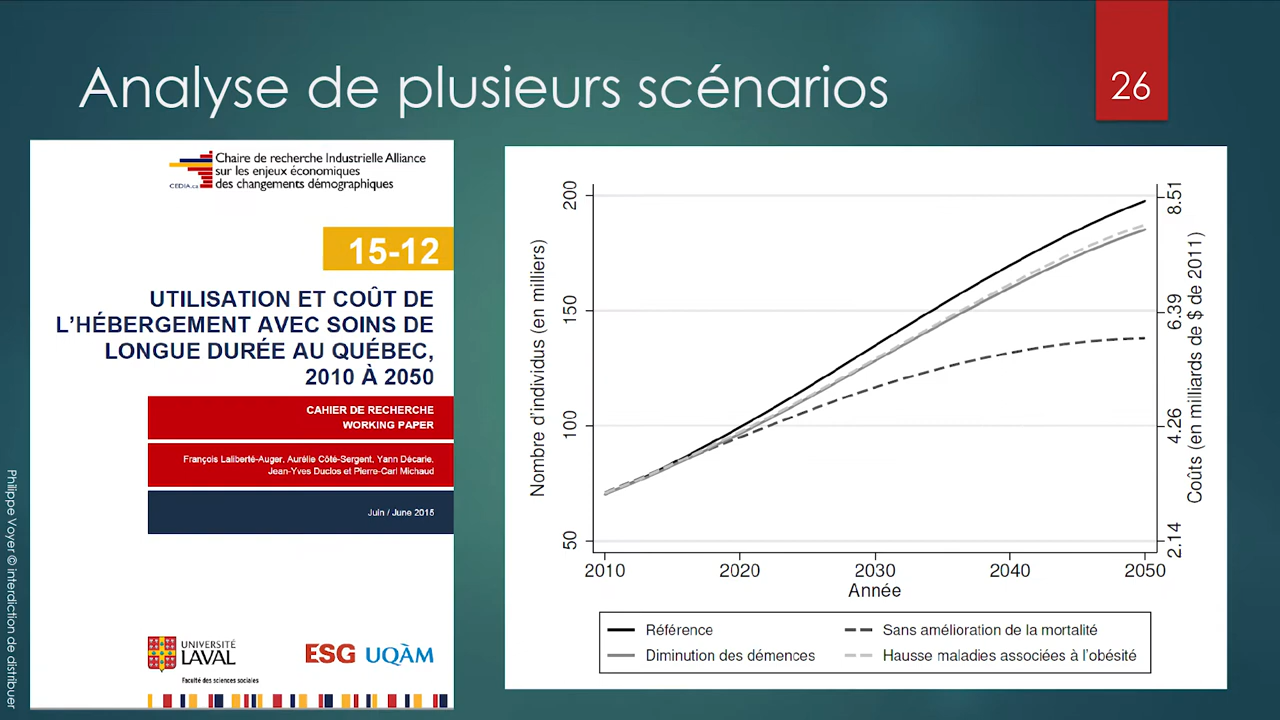 Analyse de plusieurs scénarios
26
Chaire de recherche Industrielle Alliance
sur les enjeux économiques
des changements démographiques
CEDIA.ca
15-12
UTILISATION ET COÛT DE
L'HÉBERGEMENT AVEC SOINS DE
LONGUE DURÉE AU QUÉBEC,
2010 À 2050
CAHIER DE RECHERCHE
WORKING PAPER
François Laliberté-Auger, Aurélie Côté-Sergent, Yann Décarie,
Jean-Yves Duclos et Pierre-Carl Michaud
Juin / June 2015
UNIVERSITÉ
LAVAL
Faculté des sciences sociales
ESG UQÀM
Nombre d'individus (en milliers)
200
150
100
50
2010 2020 2030 2040 2050
Année
8.51
6.39
4.26
2.14
Coûts (en milliards de $ de 2011)
Référence
Sans amélioration de la mortalité
Diminution des démences
Hausse maladies associées à l'obésité
Philippe Voyer © interdiction de distribuer